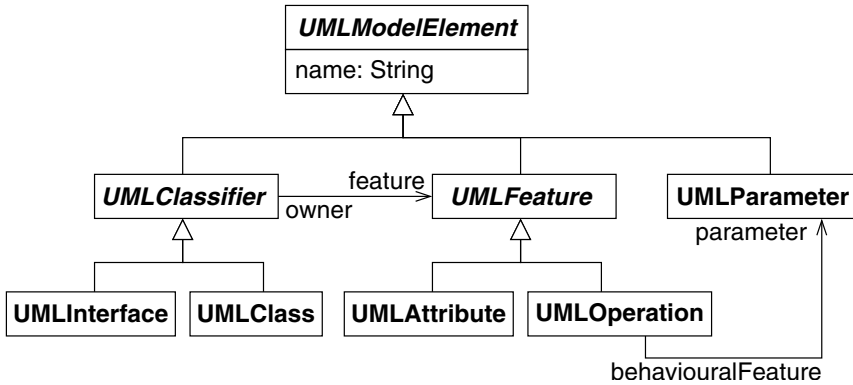 UMLModelElement
name: String
UMLClassifier
feature
owner
UMLFeature
UMLParameter
parameter
UMLInterface
UMLClass
UMLAttribute
UMLOperation
behaviouralFeature